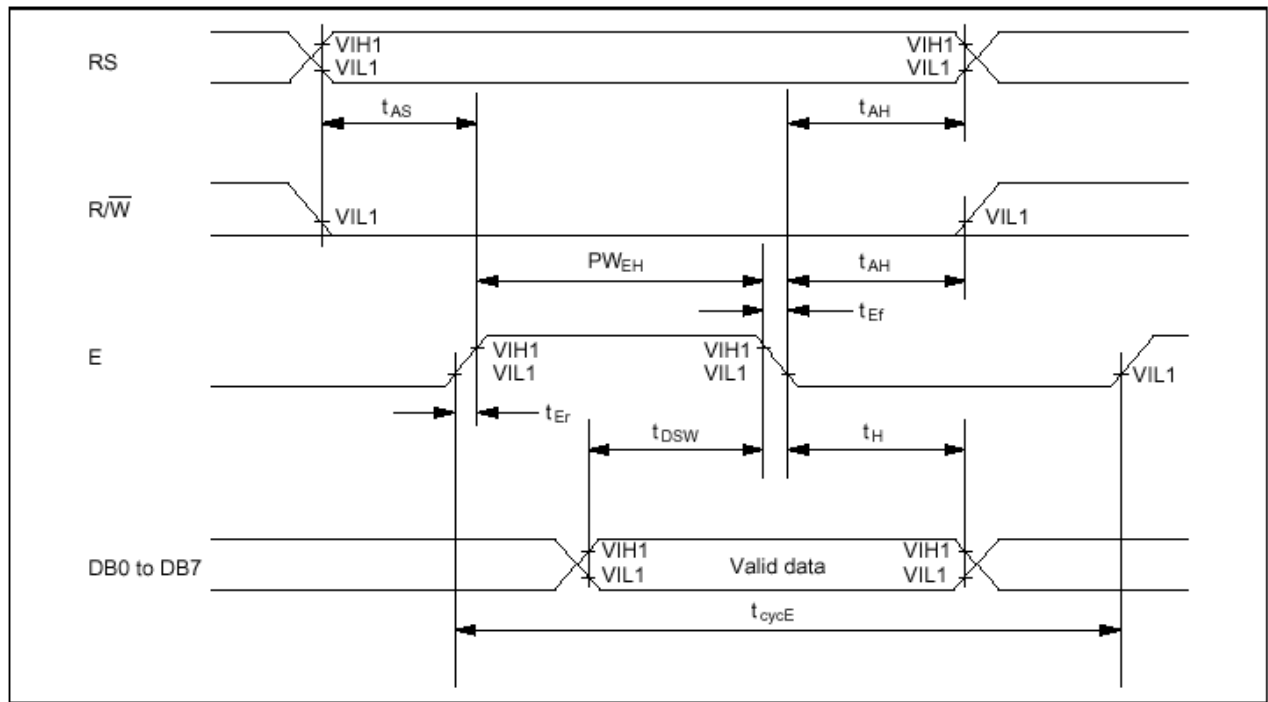 RS
VIH1
VIL1
VIH1
VIL1
tAS
tAH
R/W̅
VIL1
VIL1
PWEH
tAH
tEf
E
VIH1
VIL1
VIH1
VIL1
VIL1
tEr
tDSW
tH
DB0 to DB7
VIH1
VIL1
Valid data
VIH1
VIL1
tcycE